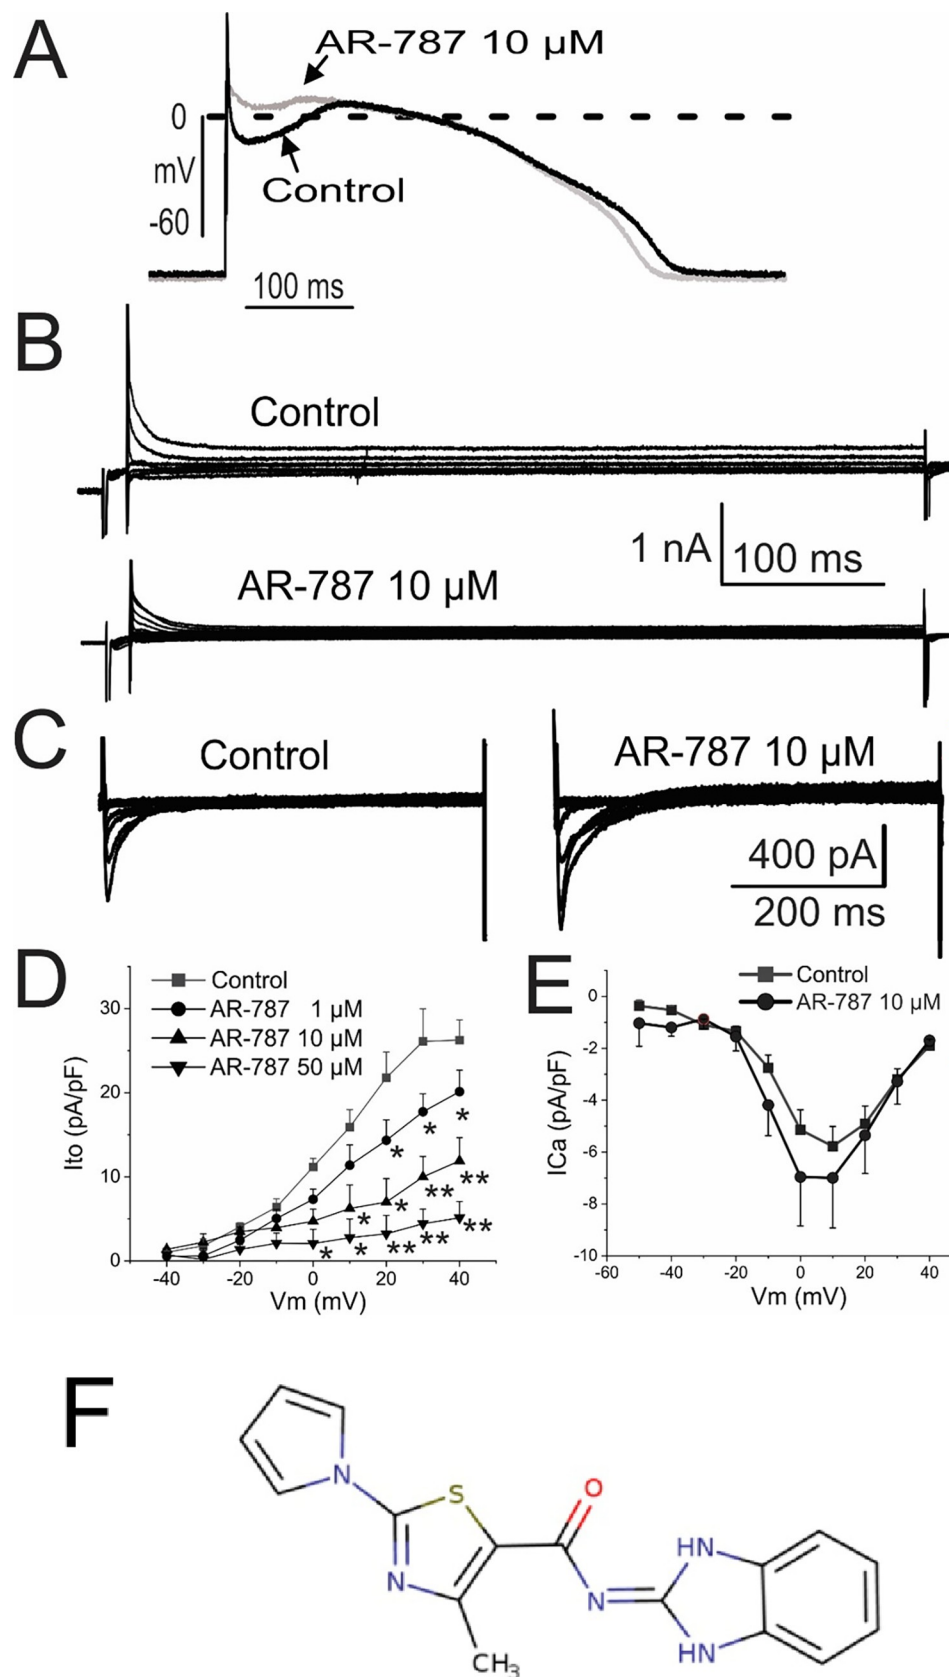 A
AR-787 10 µM
0
mV
-60
Control
100 ms
B
Control
1 nA
100 ms
AR-787 10 µM
C
Control
AR-787 10 µM
400 pA
200 ms
D
Control
AR-787 1 µM
AR-787 10 µM
AR-787 50 µM
Ito (pA/pF)
30
20
10
0
* * *
** ** * *
** ** ** * *
-40 -20 0 20 40
Vm (mV)
E
Control
AR-787 10 µM
ICa (pA/pF)
0
-2
-4
-6
-8
-10
-60 -40 -20 0 20 40
Vm (mV)
F
N
S
O
N
HN
N
HN
CH3